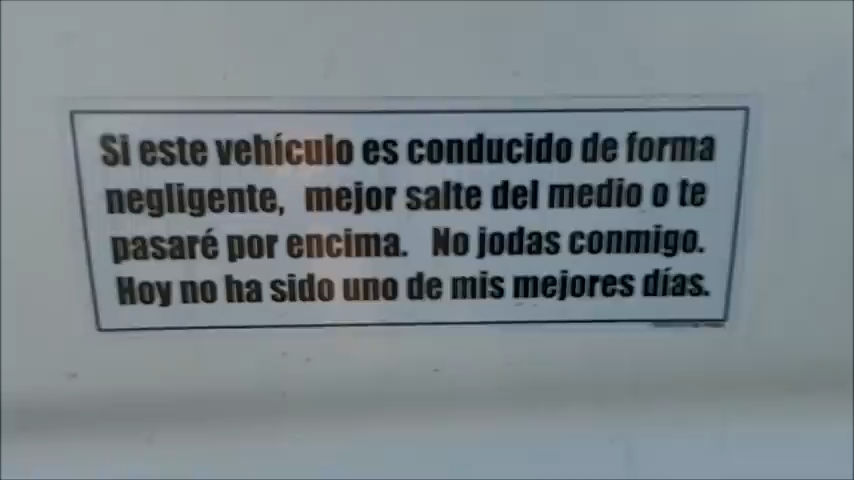 Si este vehículo es conducido de forma
negligente, mejor salte del medio o te
pasaré por encima. No jodas conmigo.
Hoy no ha sido uno de mis mejores días.